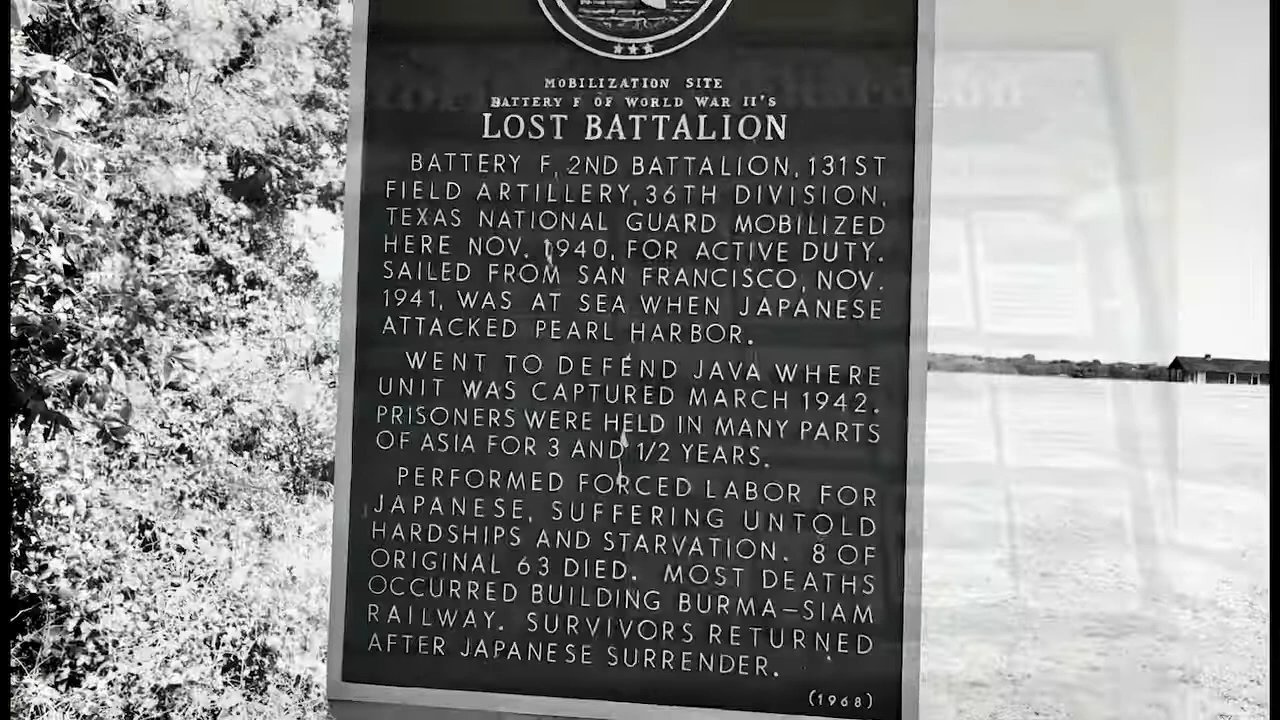 MOBILIZATION SITE
BATTERY F OF WORLD WAR II'S
LOST BATTALION
BATTERY F, 2ND BATTALION, 131ST
FIELD ARTILLERY, 36TH DIVISION,
TEXAS NATIONAL GUARD MOBILIZED
HERE NOV. 1940, FOR ACTIVE DUTY.
SAILED FROM SAN FRANCISCO, NOV.
1941, WAS AT SEA WHEN JAPANESE
ATTACKED PEARL HARBOR.
WENT TO DEFEND JAVA WHERE
UNIT WAS CAPTURED MARCH 1942.
PRISONERS WERE HELD IN MANY PARTS
OF ASIA FOR 3 AND 1/2 YEARS.
PERFORMED FORCED LABOR FOR
JAPANESE, SUFFERING UNTOLD
HARDSHIPS AND STARVATION. 8 OF
ORIGINAL 63 DIED. MOST DEATHS
OCCURRED BUILDING BURMA-SIAM
RAILWAY. SURVIVORS RETURNED
AFTER JAPANESE SURRENDER.
(1968)